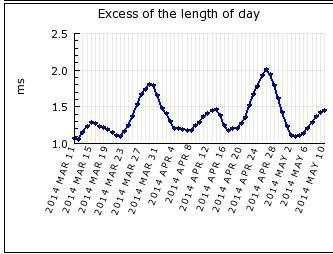 Excess of the length of day
ms
2.5
2.0
1.5
1.0
2014 MAR 11
2014 MAR 15
2014 MAR 19
2014 MAR 23
2014 MAR 27
2014 MAR 31
2014 APR 4
2014 APR 8
2014 APR 12
2014 APR 16
2014 APR 20
2014 APR 24
2014 APR 28
2014 MAY 2
2014 MAY 6
2014 MAY 10